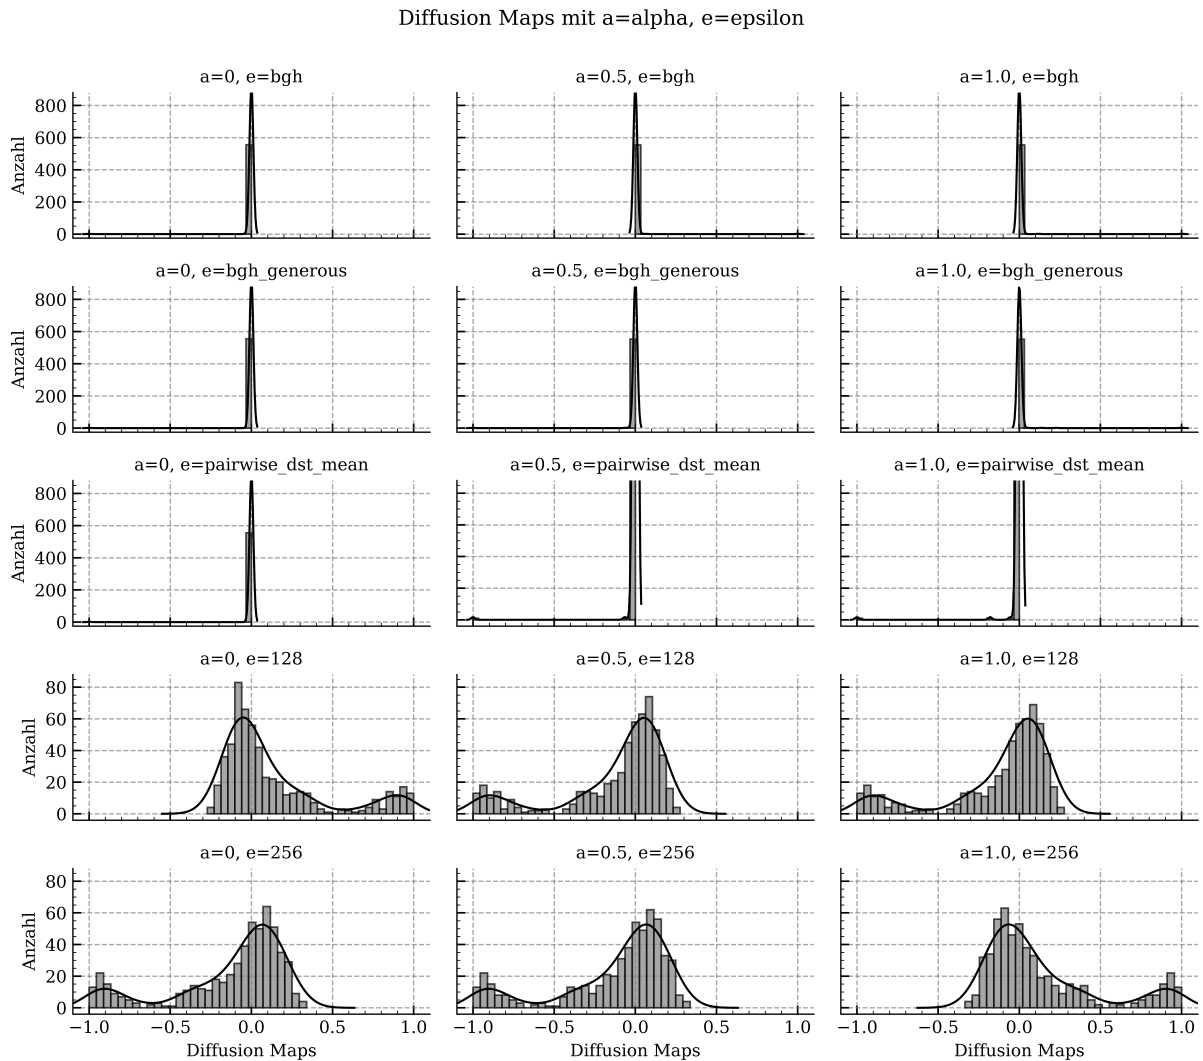 Diffusion Maps mit a=alpha, e=epsilon
a=0, e=bgh
a=0.5, e=bgh
a=1.0, e=bgh
800
600
400
200
0
Anzahl
a=0, e=bgh_generous
a=0.5, e=bgh_generous
a=1.0, e=bgh_generous
800
600
400
200
0
Anzahl
a=0, e=pairwise_dst_mean
a=0.5, e=pairwise_dst_mean
a=1.0, e=pairwise_dst_mean
800
600
400
200
0
Anzahl
a=0, e=128
a=0.5, e=128
a=1.0, e=128
80
60
40
20
0
Anzahl
a=0, e=256
a=0.5, e=256
a=1.0, e=256
80
60
40
20
0
Anzahl
−1.0 −0.5 0.0 0.5 1.0
−1.0 −0.5 0.0 0.5 1.0
−1.0 −0.5 0.0 0.5 1.0
Diffusion Maps
Diffusion Maps
Diffusion Maps